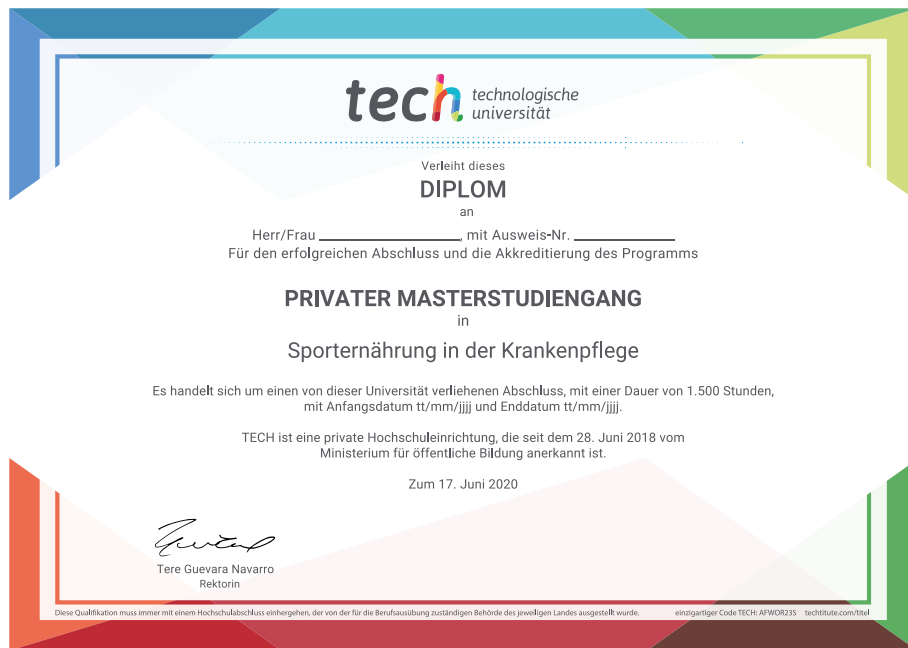 tech technologische
universität
Verleiht dieses
DIPLOM
an
Herr/Frau ____________________, mit Ausweis-Nr. ______________
Für den erfolgreichen Abschluss und die Akkreditierung des Programms
PRIVATER MASTERSTUDIENGANG
in
Sporternährung in der Krankenpflege
Es handelt sich um einen von dieser Universität verliehenen Abschluss, mit einer Dauer von 1.500 Stunden,
mit Anfangsdatum tt/mm/jjjj und Enddatum tt/mm/jjjj.
TECH ist eine private Hochschuleinrichtung, die seit dem 28. Juni 2018 vom
Ministerium für öffentliche Bildung anerkannt ist.
Zum 17. Juni 2020
Tere Guevara Navarro
Rektorin
Diese Qualifikation muss immer mit einem Hochschulabschluss einhergehen, der von der für die Berufsausübung zuständigen Behörde des jeweiligen Landes ausgestellt wurde. einzigartiger Code TECH: AFWOR23S techtitute.com/titel